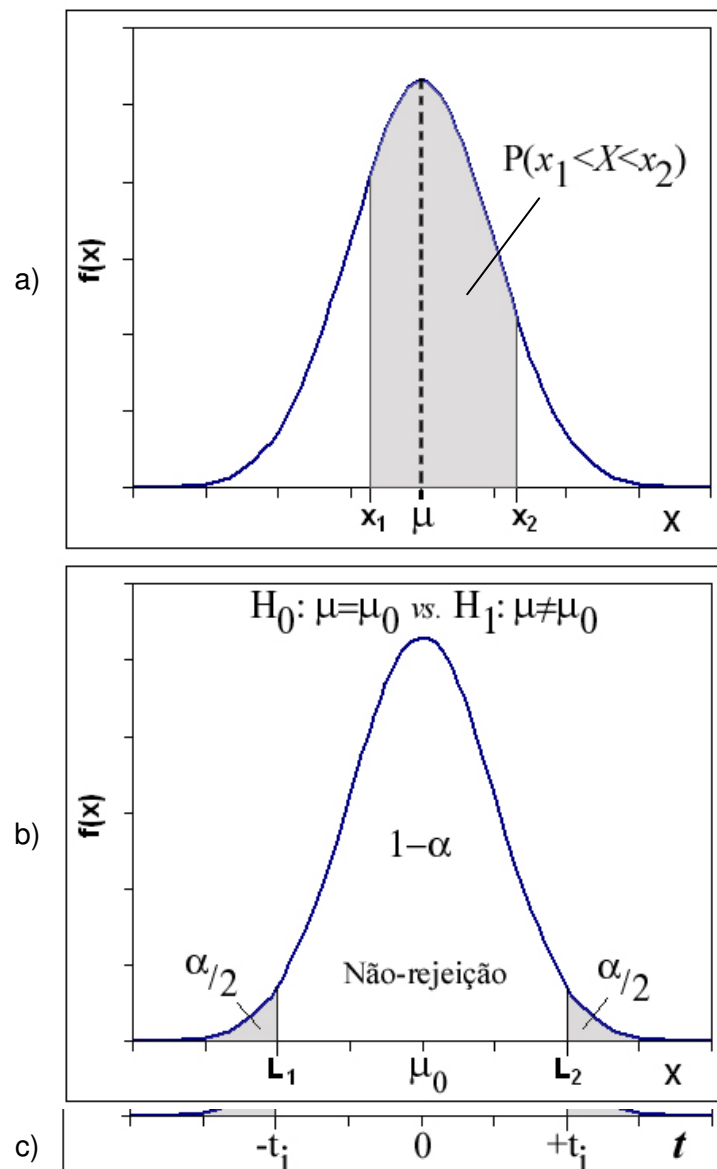 a)
f(x)
P(x₁<X<x₂)
x₁ μ x₂ X
b)
H₀: μ=μ₀ vs. H₁: μ≠μ₀
f(x)
1−α
α/2 Não-rejeição α/2
L₁ μ₀ L₂ X
c)
-tᵢ 0 +tᵢ t